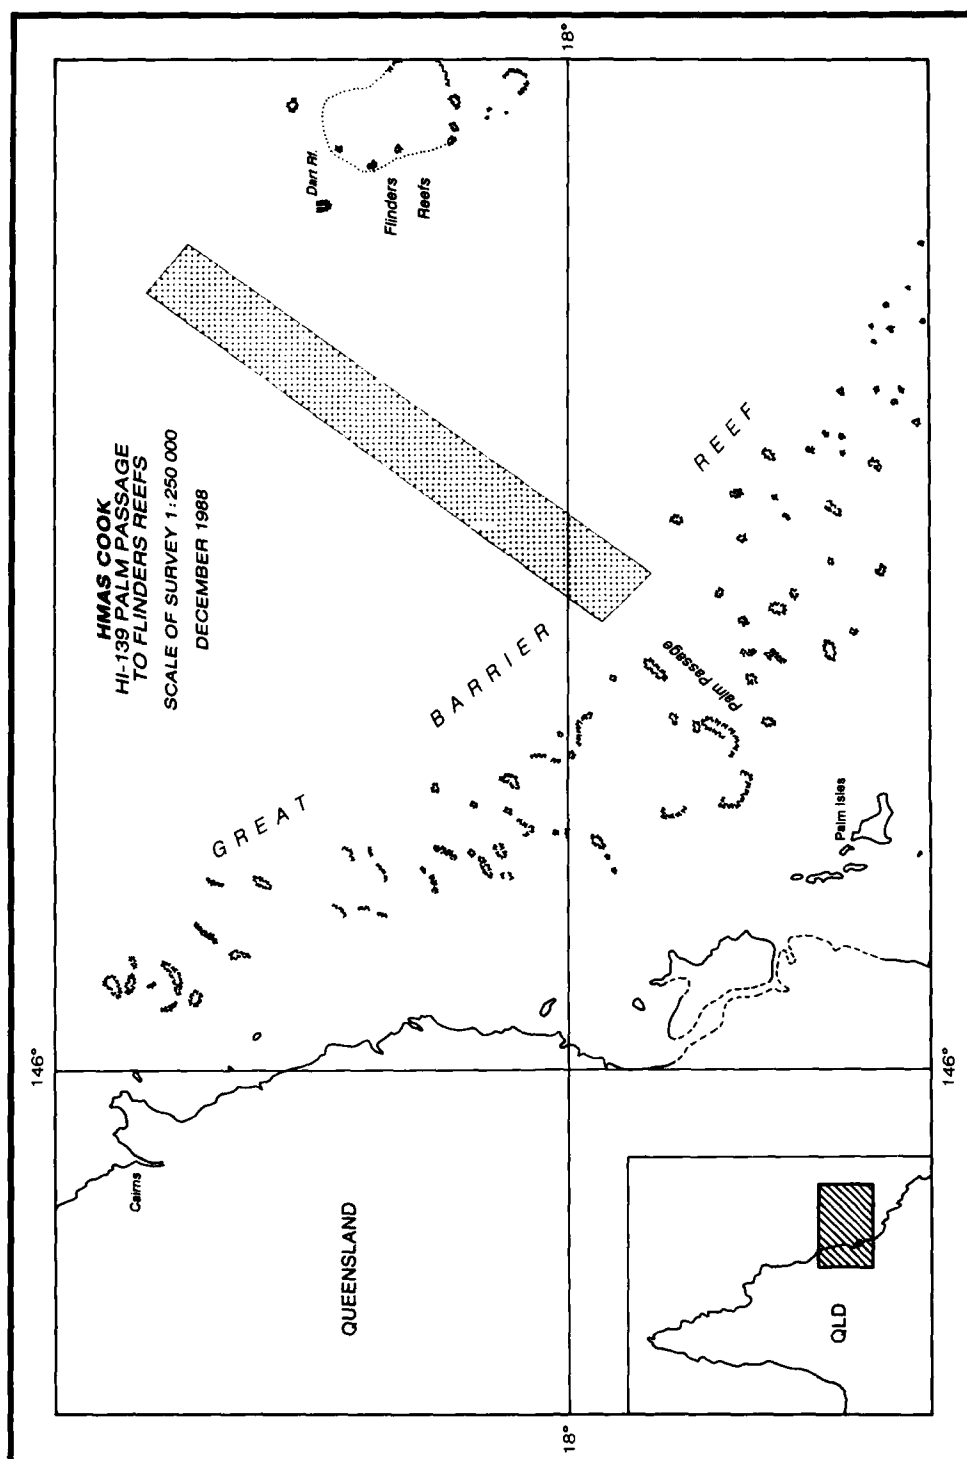 HMAS COOK
HI-139 PALM PASSAGE
TO FLINDERS REEFS
SCALE OF SURVEY 1:250 000
DECEMBER 1988
146°
146°
18°
18°
Cairns
QUEENSLAND
GREAT
BARRIER
REEF
Dart Rf.
Flinders
Reefs
Palm Passage
Palm Isles
QLD